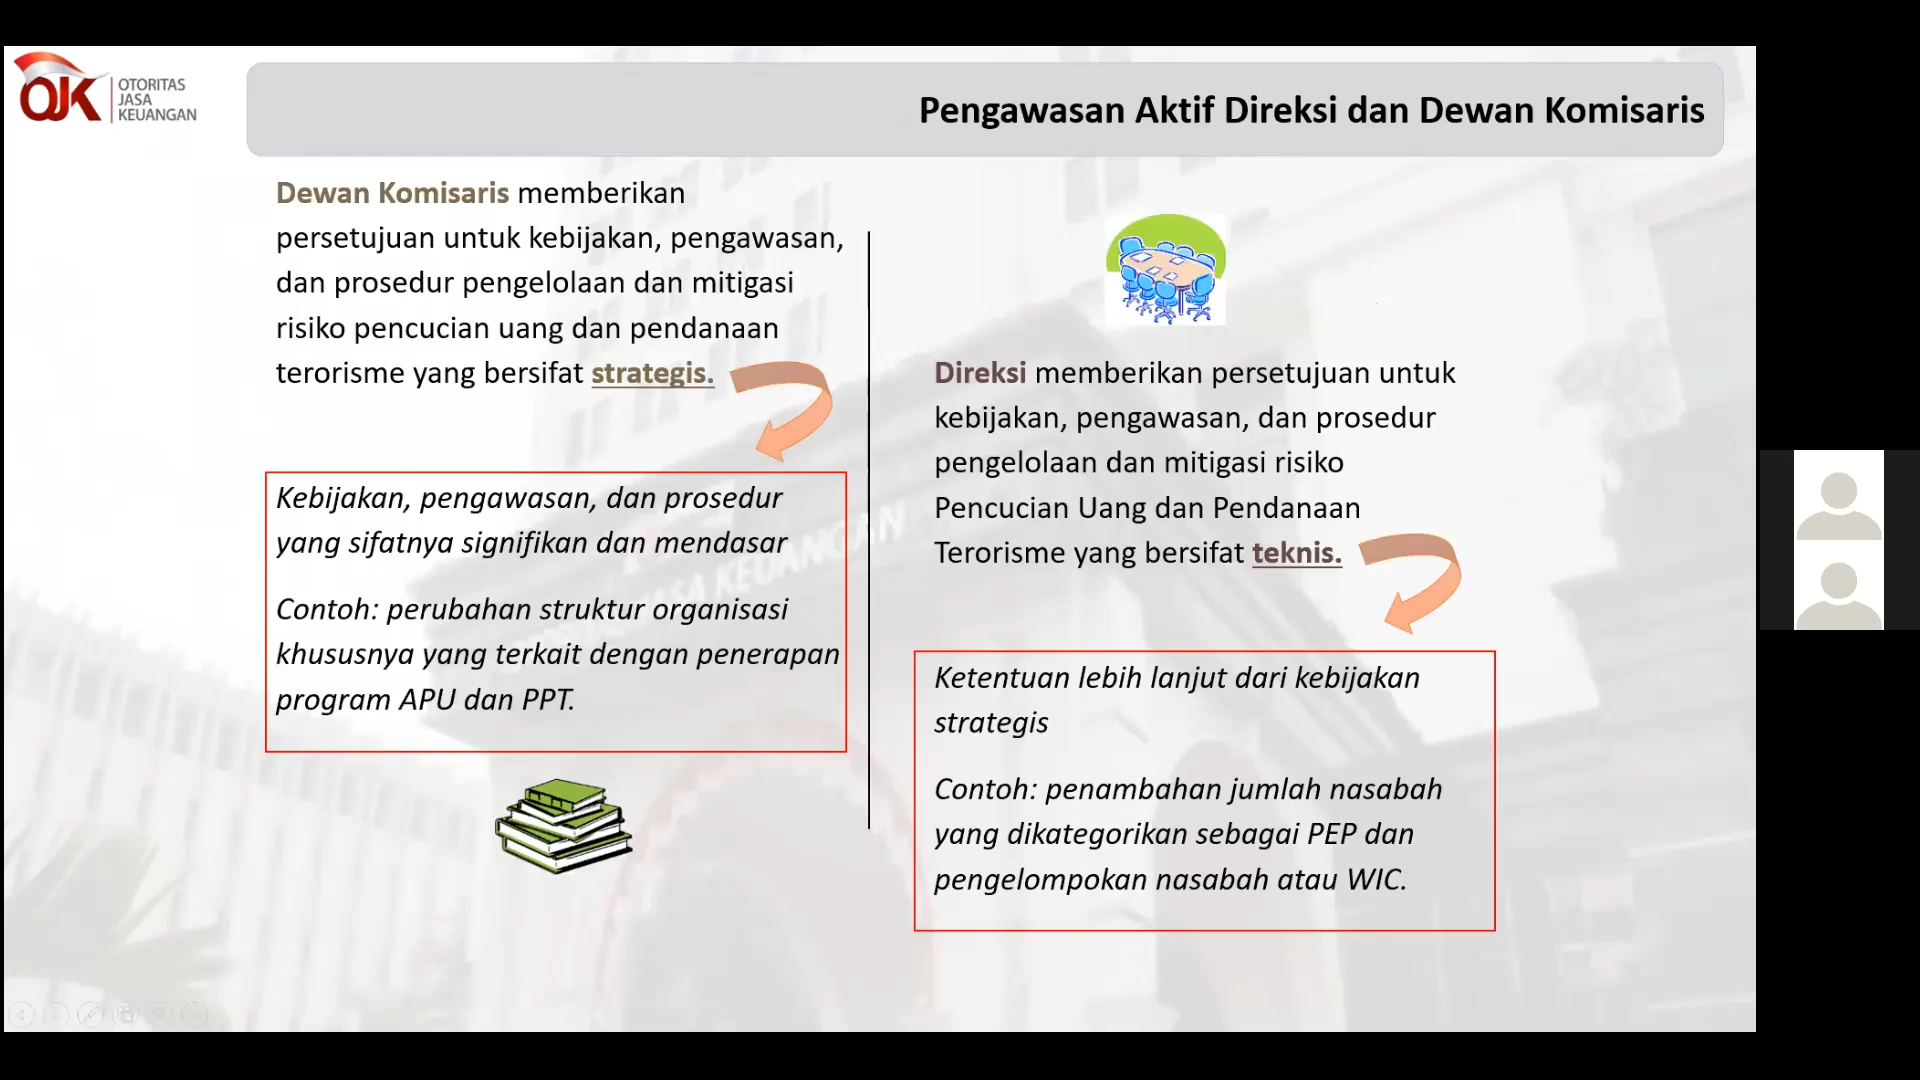 OJK
OTORITAS
JASA
KEUANGAN
Pengawasan Aktif Direksi dan Dewan Komisaris
Dewan Komisaris memberikan
persetujuan untuk kebijakan, pengawasan,
dan prosedur pengelolaan dan mitigasi
risiko pencucian uang dan pendanaan
terorisme yang bersifat strategis.
Kebijakan, pengawasan, dan prosedur
yang sifatnya signifikan dan mendasar
Contoh: perubahan struktur organisasi
khususnya yang terkait dengan penerapan
program APU dan PPT.
Direksi memberikan persetujuan untuk
kebijakan, pengawasan, dan prosedur
pengelolaan dan mitigasi risiko
Pencucian Uang dan Pendanaan
Terorisme yang bersifat teknis.
Ketentuan lebih lanjut dari kebijakan
strategis
Contoh: penambahan jumlah nasabah
yang dikategorikan sebagai PEP dan
pengelompokan nasabah atau WIC.
JASA KEUANGAN